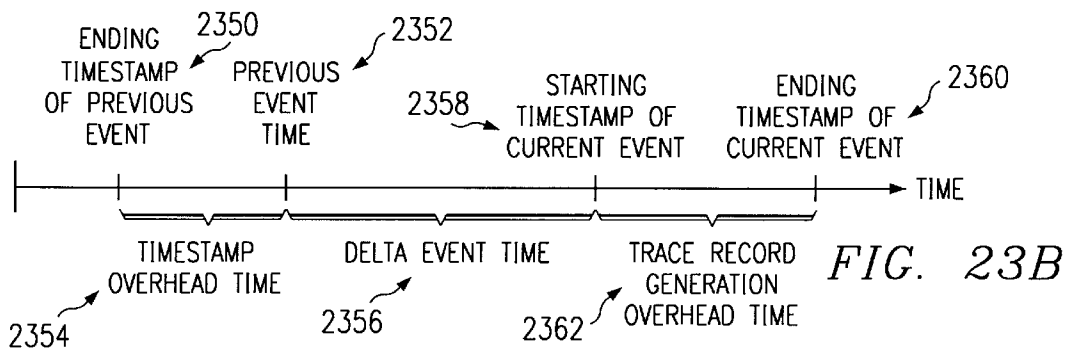 ENDING
TIMESTAMP
OF PREVIOUS
EVENT
2350
PREVIOUS
EVENT
TIME
2352
2358
STARTING
TIMESTAMP OF
CURRENT EVENT
ENDING
TIMESTAMP OF
CURRENT EVENT
2360
TIME
TIMESTAMP
OVERHEAD TIME
2354
DELTA EVENT TIME
2356
TRACE RECORD
GENERATION
OVERHEAD TIME
2362
FIG. 23B